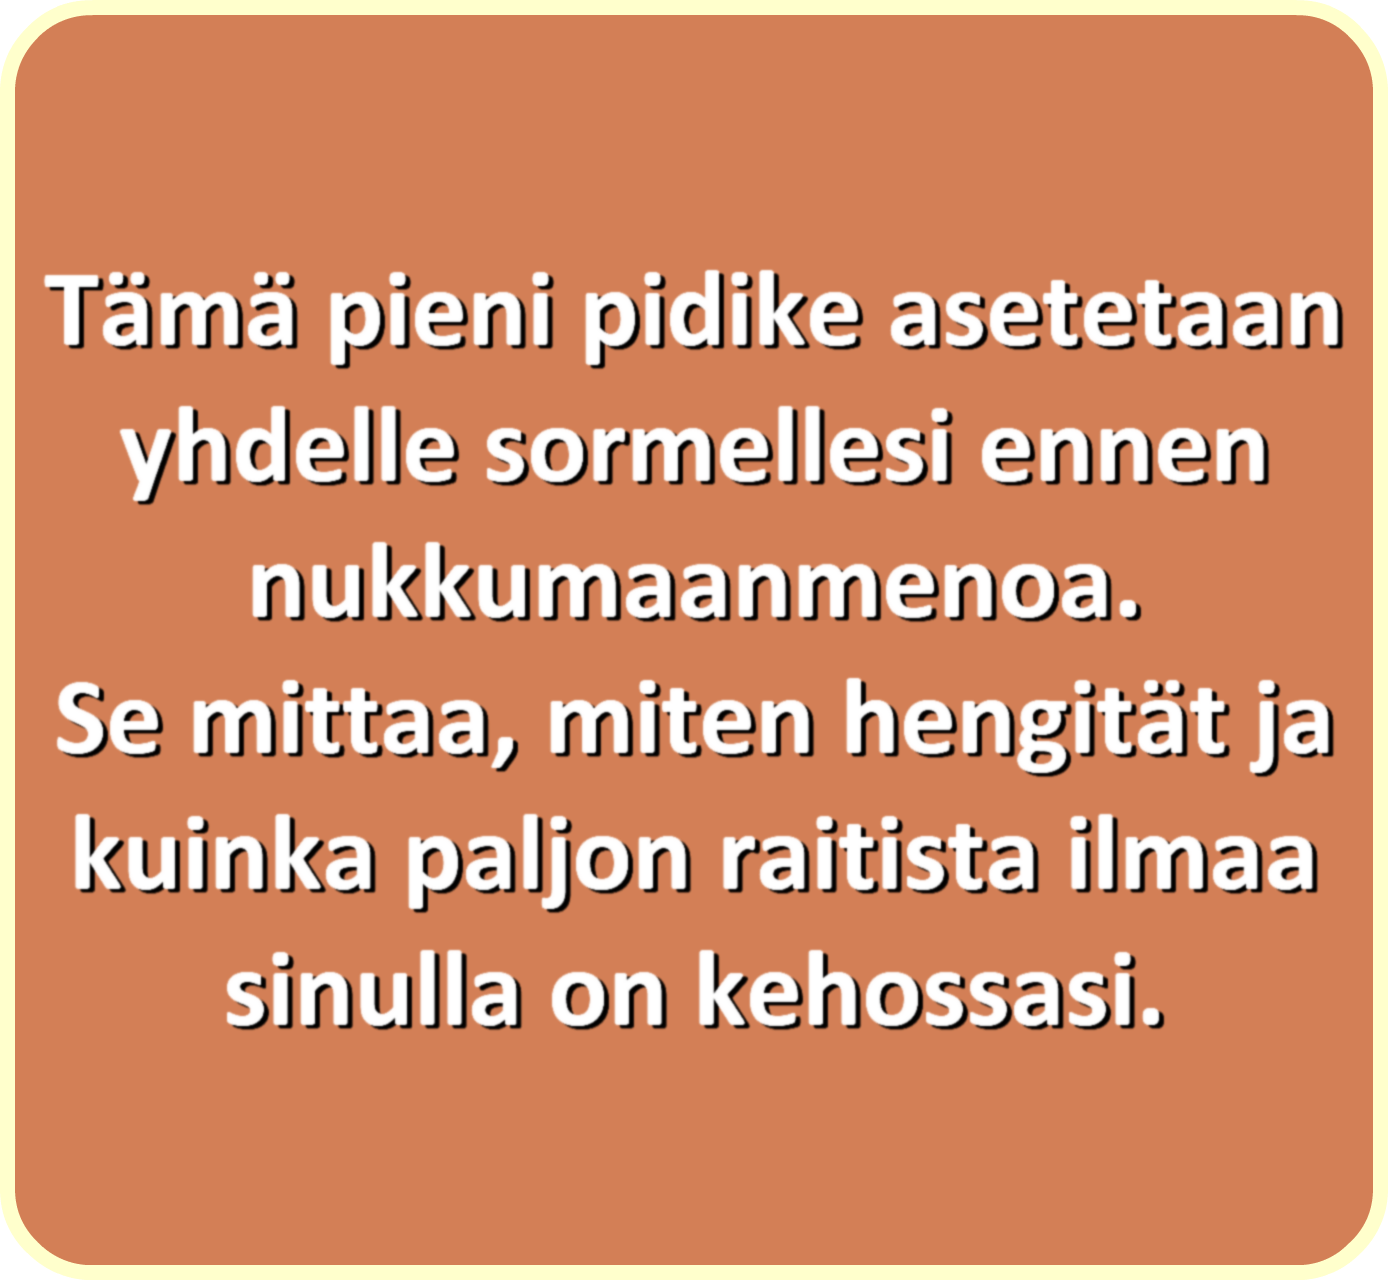 Tämä pieni pidike asetetaan
yhdelle sormellesi ennen
nukkumaanmenoa.
Se mittaa, miten hengität ja
kuinka paljon raitista ilmaa
sinulla on kehossasi.